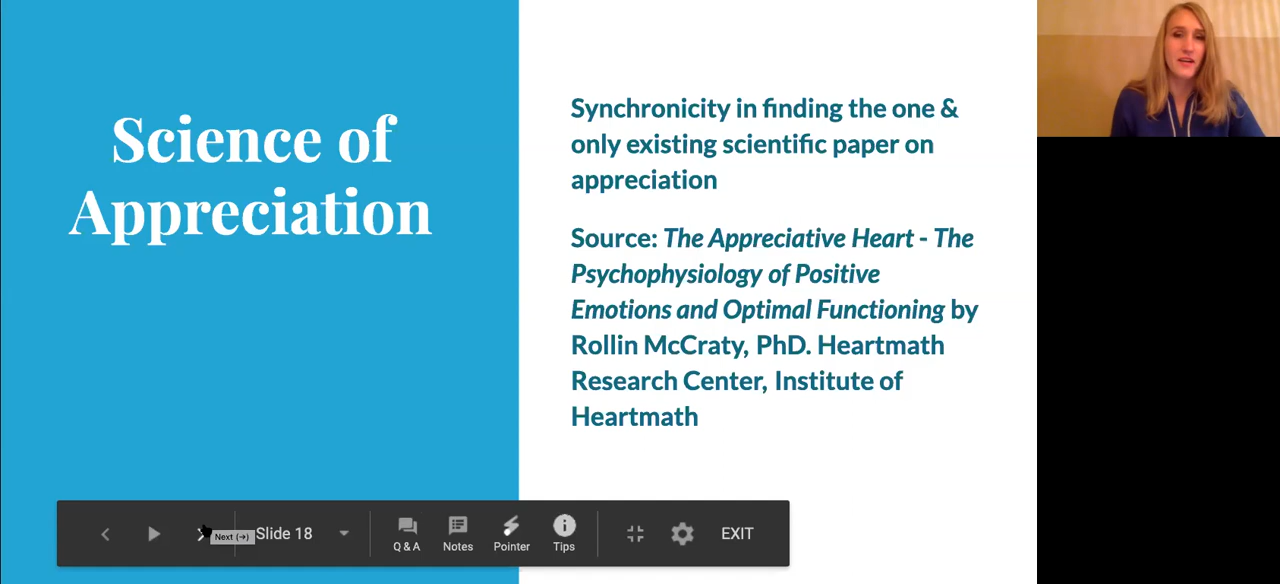 Science of
Appreciation
Synchronicity in finding the one &
only existing scientific paper on
appreciation
Source: The Appreciative Heart - The
Psychophysiology of Positive
Emotions and Optimal Functioning by
Rollin McCraty, PhD. Heartmath
Research Center, Institute of
Heartmath
Next (→)
Slide 18
Q & A
Notes
Pointer
Tips
EXIT